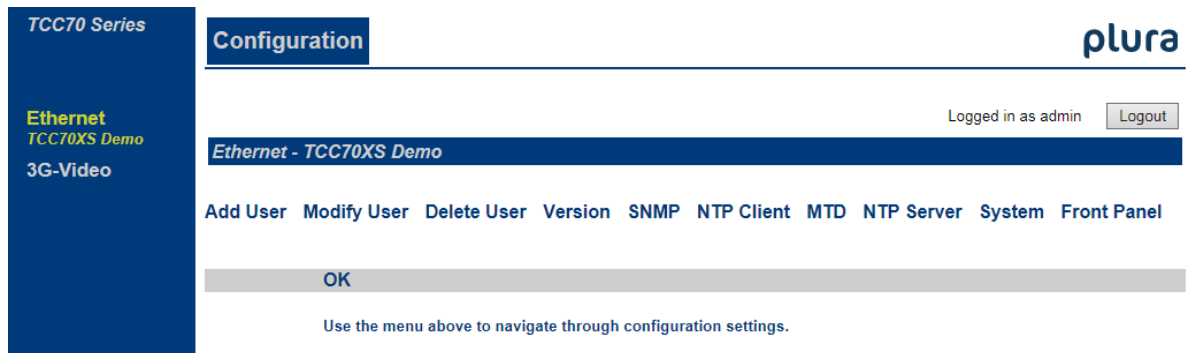 TCC70 Series
Ethernet
TCC70XS Demo
3G-Video
Configuration
plura
Logged in as admin Logout
Ethernet - TCC70XS Demo
Add User Modify User Delete User Version SNMP NTP Client MTD NTP Server System Front Panel
OK
Use the menu above to navigate through configuration settings.